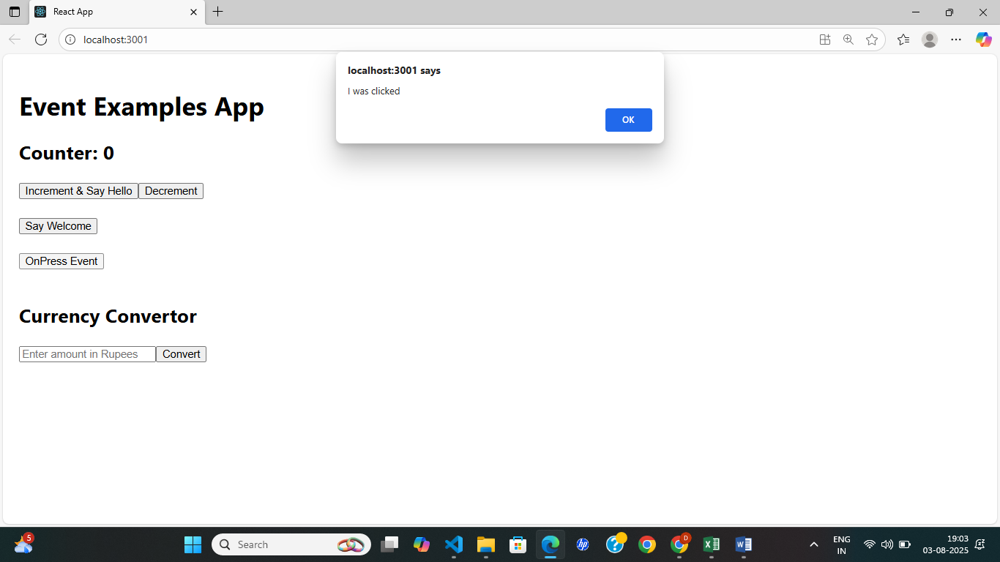 React App
localhost:3001
localhost:3001 says
I was clicked
OK
Event Examples App
Counter: 0
Increment & Say Hello Decrement
Say Welcome
OnPress Event
Currency Convertor
Enter amount in Rupees Convert
5
Search
hp
?
D
ENG
IN
19:03
03-08-2025